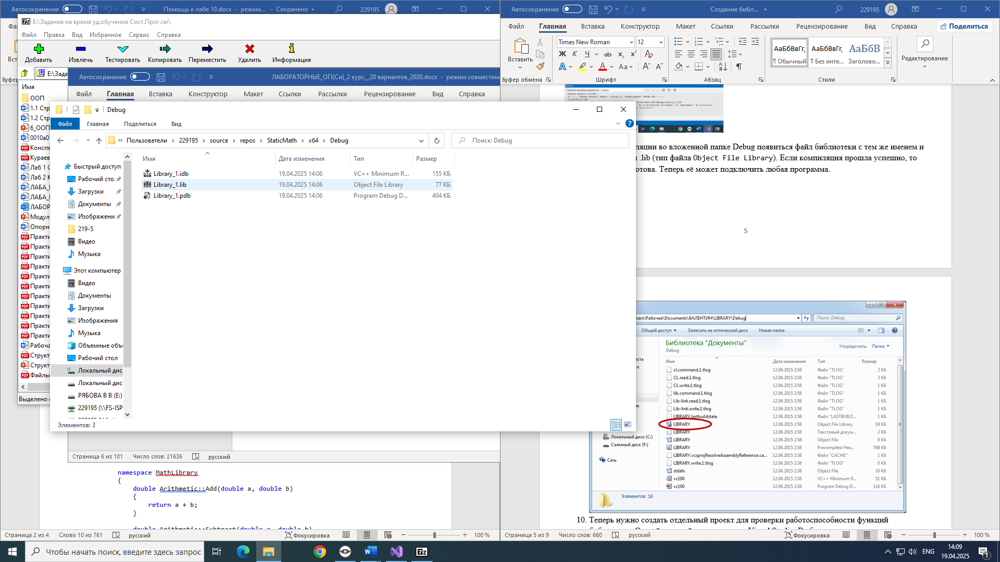 Автосохранение
Помощь к лабе 10.docx - режим... - Сохранено
229195
E:\Задания на время уд.обучения Сист.Прог.rar\
Файл Правка Вид Избранное Сервис Справка
Добавить Извлечь Тестировать Копировать Переместить Удалить Информация
E:\Зада
Имя
ООП
1.1 Стр
1.2 Стр
6_ООП
0010a0
Конспе
Кураев
Лаб 1 С
Лаб 2 К
ЛАБА_
ЛАБА_
ЛАБОР
Модул
Опорн
Практи
Практи
Практи
Практи
Практи
Практи
Практи
Практи
Практи
Практи
Практи
Рабоча
Структ
Структ
Файлы
Выделено
Автосохранение
ЛАБОРАТОРНЫЕ_ОП(Си)_2 курс__20 вариантов_2020.docx - режим совместим
Файл Главная Вставка Конструктор Макет Ссылки Рассылки Рецензирование Вид Справка
Debug
Файл Главная Поделиться Вид
« Пользователи › 229195 › source › repos › StaticMath › x64 › Debug
Поиск: Debug
Быстрый доступ
Рабочий сто.
Загрузки
Документы
Изображени
219-5
Видео
Музыка
Этот компьютер
Видео
Документы
Загрузки
Изображения
Музыка
Объемные объе
Рабочий стол
Локальный дис
Локальный дис
РЯБОВА В В (E:)
229195 (\\FS-ISP
Имя Дата изменения Тип Размер
Library_1.idb 19.04.2025 14:06 VC++ Minimum R... 155 КБ
Library_1.lib 19.04.2025 14:06 Object File Library 77 КБ
Library_1.pdb 19.04.2025 14:06 Program Debug D... 404 КБ
Элементов: 3
Страница 6 из 101 Число слов: 21636 русский
namespace MathLibrary
{
double Arithmetic::Add(double a, double b)
{
return a + b;
}
double Arithmetic::Subtract(double a, double b)
Страница 2 из 4 Слово 10 из 761 русский Фокусировка 100 %
Автосохранение
Создание библ...
229195
Файл Главная Вставка Конструктор Макет Ссылки Рассылки Рецензирование Вид Справка Поделиться
Вставить
Буфер обмена
Times New Roman 12
Ж К Ч ab x₂ x²
Aa
Шрифт
Абзац
АаБбВвГг, АаБбВвГг, АаБбВ
¶ Обычный ¶ Без инте... Заголово...
Стили
Редактирование
ляции во вложенной папке Debug появиться файл библиотеки с тем же именем и
.lib (тип файла Object File Library). Если компиляция прошла успешно, то
отова. Теперь её может подключить любая программа.
5
sers\Рабочая\Documents\ВАЛЕНТИН\LIBRARY\Debug
Поиск: Debug
Общий доступ Записать на оптический диск Новая папка
Библиотека "Документы"
Debug
Упорядочить: Папка
Имя Дата изменения Тип Размер
cl.command.1.tlog 12.06.2015 2:58 Файл "TLOG" 2 КБ
CL.read.1.tlog 12.06.2015 2:58 Файл "TLOG" 3 КБ
CL.write.1.tlog 12.06.2015 2:58 Файл "TLOG" 1 КБ
lib.command.1.tlog 12.06.2015 2:58 Файл "TLOG" 1 КБ
Lib-link.read.1.tlog 12.06.2015 2:58 Файл "TLOG" 1 КБ
Lib-link.write.1.tlog 12.06.2015 2:58 Файл "TLOG" 1 КБ
LIBRARY.lastbuildstate 12.06.2015 2:58 Файл "LASTBUILD... 1 КБ
LIBRARY 12.06.2015 2:58 Object File Library 19 КБ
LIBRARY 12.06.2015 2:58 Текстовый докум... 2 КБ
LIBRARY 12.06.2015 2:58 Object File 9 КБ
LIBRARY 12.06.2015 2:58 Precompiled Hea... 768 КБ
LIBRARY.vcxprojResolveAssemblyReference.ca... 12.06.2015 2:58 Файл "CACHE" 1 КБ
LIBRARY.write.1.tlog 12.06.2015 2:58 Файл "TLOG" 0 КБ
stdafx 12.06.2015 2:58 Object File 10 КБ
vc100 12.06.2015 2:58 VC++ Minimum R... 51 КБ
vc100 12.06.2015 2:58 Program Debug D... 116 КБ
Локальный диск (C:)
Съемный диск (F:)
Сеть
Элементов: 16
10. Теперь нужно создать отдельный проект для проверки работоспособности функций
Страница 5 из 9 Число слов: 660 русский Фокусировка 100 %
Чтобы начать поиск, введите здесь запрос
ENG
14:09
19.04.2025
1